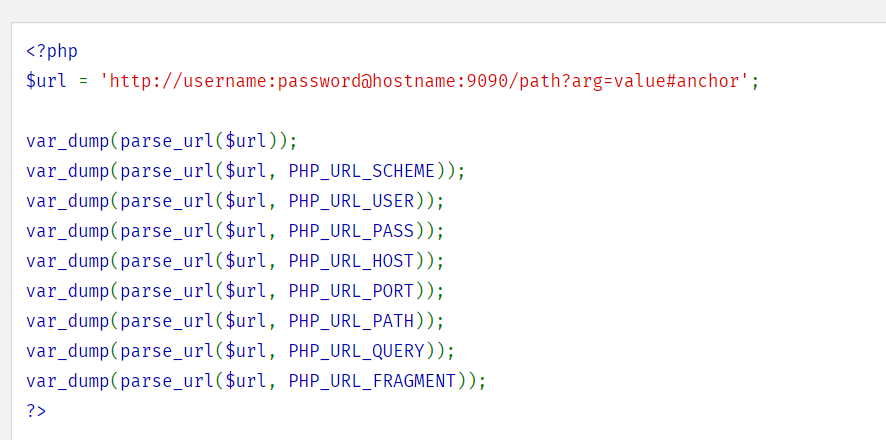 <?php
$url = 'http://username:password@hostname:9090/path?arg=value#anchor';
var_dump(parse_url($url));
var_dump(parse_url($url, PHP_URL_SCHEME));
var_dump(parse_url($url, PHP_URL_USER));
var_dump(parse_url($url, PHP_URL_PASS));
var_dump(parse_url($url, PHP_URL_HOST));
var_dump(parse_url($url, PHP_URL_PORT));
var_dump(parse_url($url, PHP_URL_PATH));
var_dump(parse_url($url, PHP_URL_QUERY));
var_dump(parse_url($url, PHP_URL_FRAGMENT));
?>